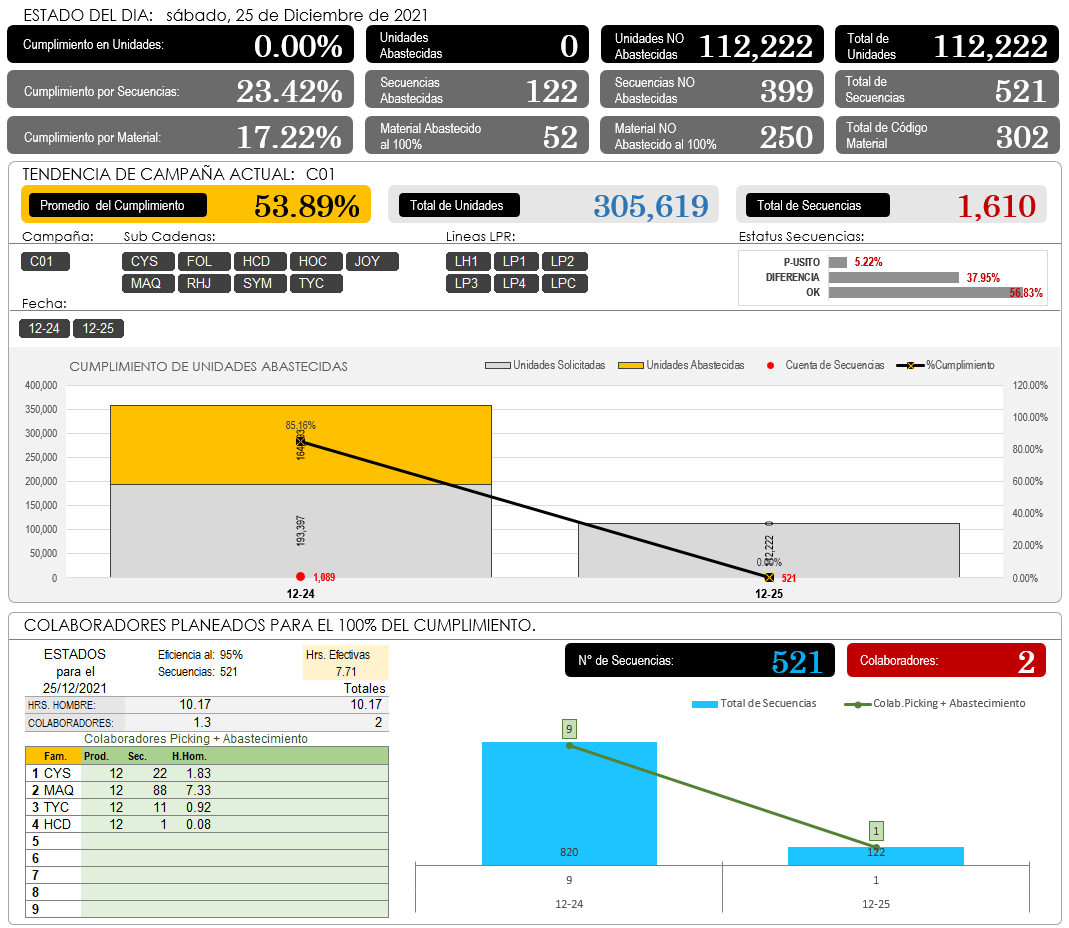 ESTADO DEL DIA: sábado, 25 de Diciembre de 2021
Cumplimiento en Unidades: 0.00%
Unidades Abastecidas 0
Unidades NO Abastecidas 112,222
Total de Unidades 112,222
Cumplimiento por Secuencias: 23.42%
Secuencias Abastecidas 122
Secuencias NO Abastecidas 399
Total de Secuencias 521
Cumplimiento por Material: 17.22%
Material Abastecido al 100% 52
Material NO Abastecido al 100% 250
Total de Código Material 302
TENDENCIA DE CAMPAÑA ACTUAL: C01
Promedio del Cumplimiento 53.89%
Total de Unidades 305,619
Total de Secuencias 1,610
Campaña:
C01
Sub Cadenas:
CYS FOL HCD HOC JOY
MAQ RHJ SYM TYC
Lineas LPR:
LH1 LP1 LP2
LP3 LP4 LPC
Estatus Secuencias:
P-USITO 5.22%
DIFERENCIA 37.95%
OK 56.83%
Fecha:
12-24 12-25
CUMPLIMIENTO DE UNIDADES ABASTECIDAS
Unidades Solicitadas Unidades Abastecidas Cuenta de Secuencias %Cumplimiento
400,000
350,000
300,000
250,000
200,000
150,000
100,000
50,000
0
120.00%
100.00%
80.00%
60.00%
40.00%
20.00%
0.00%
85.16%
193,397
1,089
0
521
12-24
12-25
COLABORADORES PLANEADOS PARA EL 100% DEL CUMPLIMIENTO.
ESTADOS para el 25/12/2021
Eficiencia al: 95%
Secuencias: 521
Hrs. Efectivas
7.71
Totales
HRS. HOMBRE: 10.17 10.17
COLABORADORES: 1.3 2
Colaboradores Picking + Abastecimiento
Fam. Prod. Sec. H.Hom.
1 CYS 12 22 1.83
2 MAQ 12 88 7.33
3 TYC 12 11 0.92
4 HCD 12 1 0.08
5
6
7
8
9
N° de Secuencias: 521
Colaboradores: 2
Total de Secuencias Colab.Picking + Abastecimiento
9
820
1
122
9
1
12-24
12-25